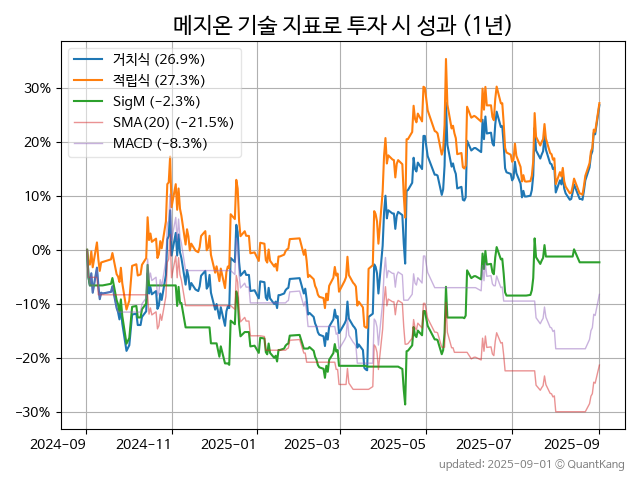 메지온 기술 지표로 투자 시 성과 (1년)
거치식 (26.9%)
적립식 (27.3%)
SigM (−2.3%)
SMA(20) (−21.5%)
MACD (−8.3%)
30%
20%
10%
0%
−10%
−20%
−30%
2024-09 2024-11 2025-01 2025-03 2025-05 2025-07 2025-09
updated: 2025-09-01 © QuantKang